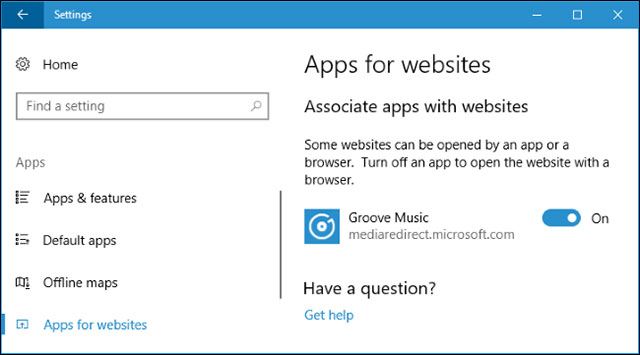 Settings
Home
Find a setting
Apps
Apps & features
Default apps
Offline maps
Apps for websites
Apps for websites
Associate apps with websites
Some websites can be opened by an app or a
browser. Turn off an app to open the website with a
browser.
Groove Music
On
mediaredirect.microsoft.com
Have a question?
Get help